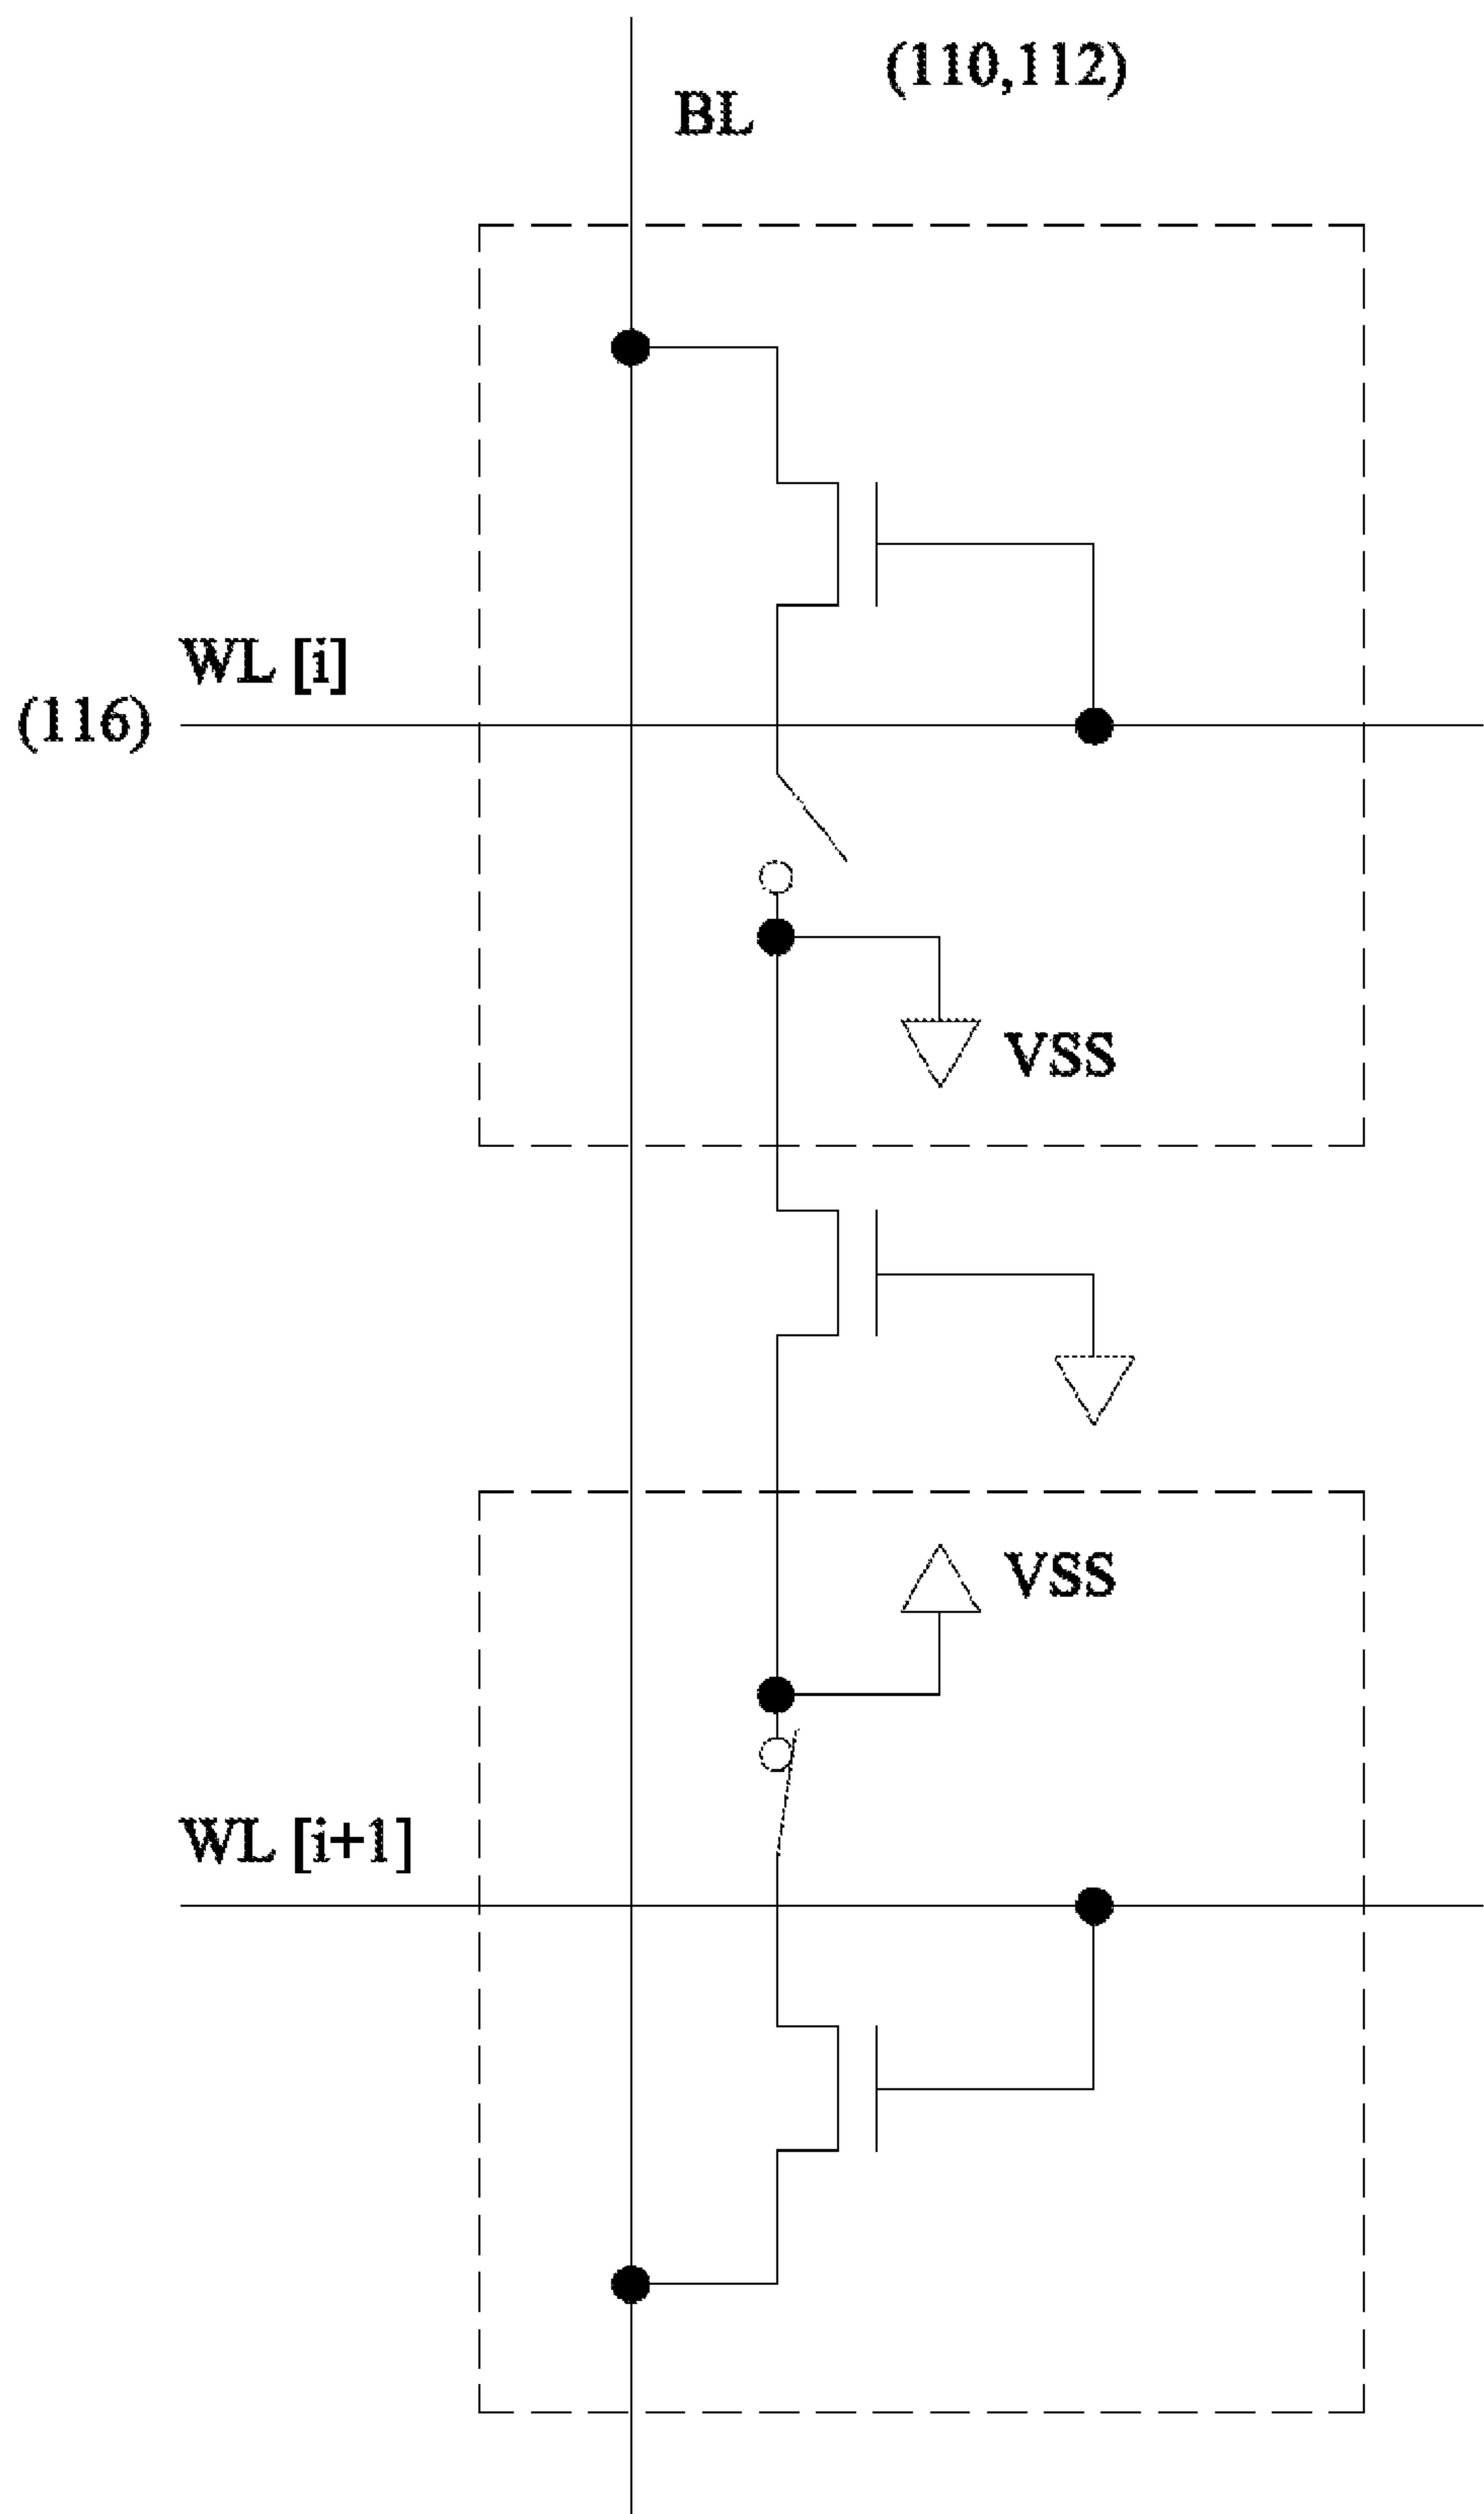 (110,112)
BL
WL [i]
(116)
VSS
VSS
WL [i+1]